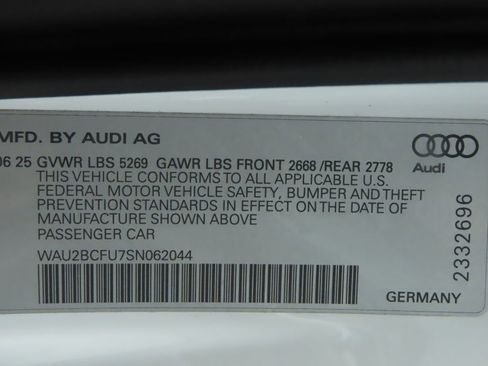 MFD. BY AUDI AG
06 25 GVWR LBS 5269 GAWR LBS FRONT 2668 /REAR 2778
THIS VEHICLE CONFORMS TO ALL APPLICABLE U.S.
FEDERAL MOTOR VEHICLE SAFETY, BUMPER AND THEFT
PREVENTION STANDARDS IN EFFECT ON THE DATE OF
MANUFACTURE SHOWN ABOVE
PASSENGER CAR
WAU2BCFU7SN062044
Audi
2332696
GERMANY